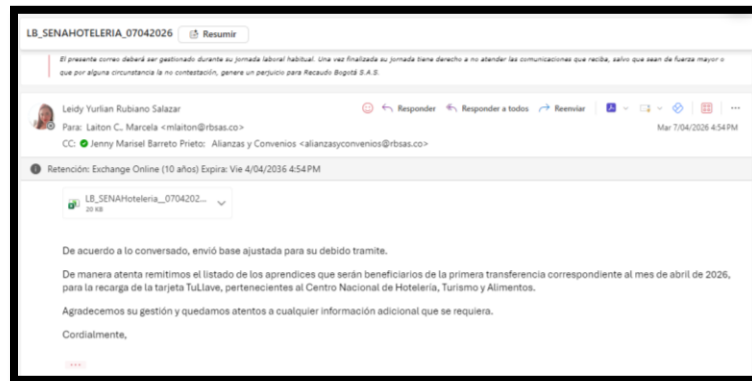 LB_SENAHOTELERIA_07042026 Resumir
El presente correo deberá ser gestionado durante su jornada laboral habitual. Una vez finalizada su jornada tiene derecho a no atender las comunicaciones que reciba, salvo que sean de fuerza mayor o
que por alguna circunstancia la no contestación, genere un perjuicio para Recaudo Bogotá S.A.S.
Leidy Yurlian Rubiano Salazar Responder Responder a todos Reenviar
Para: Laiton C., Marcela <mlaiton@rbsas.co> Mar 7/04/2026 4:54 PM
CC: Jenny Marisel Barreto Prieto; Alianzas y Convenios <alianzasyconvenios@rbsas.co>
Retención: Exchange Online (10 años) Expira: Vie 4/04/2036 4:54 PM
LB_SENAHoteleria__0704202...
20 KB
De acuerdo a lo conversado, envió base ajustada para su debido tramite.
De manera atenta remitimos el listado de los aprendices que serán beneficiarios de la primera transferencia correspondiente al mes de abril de 2026,
para la recarga de la tarjeta TuLlave, pertenecientes al Centro Nacional de Hotelería, Turismo y Alimentos.
Agradecemos su gestión y quedamos atentos a cualquier información adicional que se requiera.
Cordialmente,